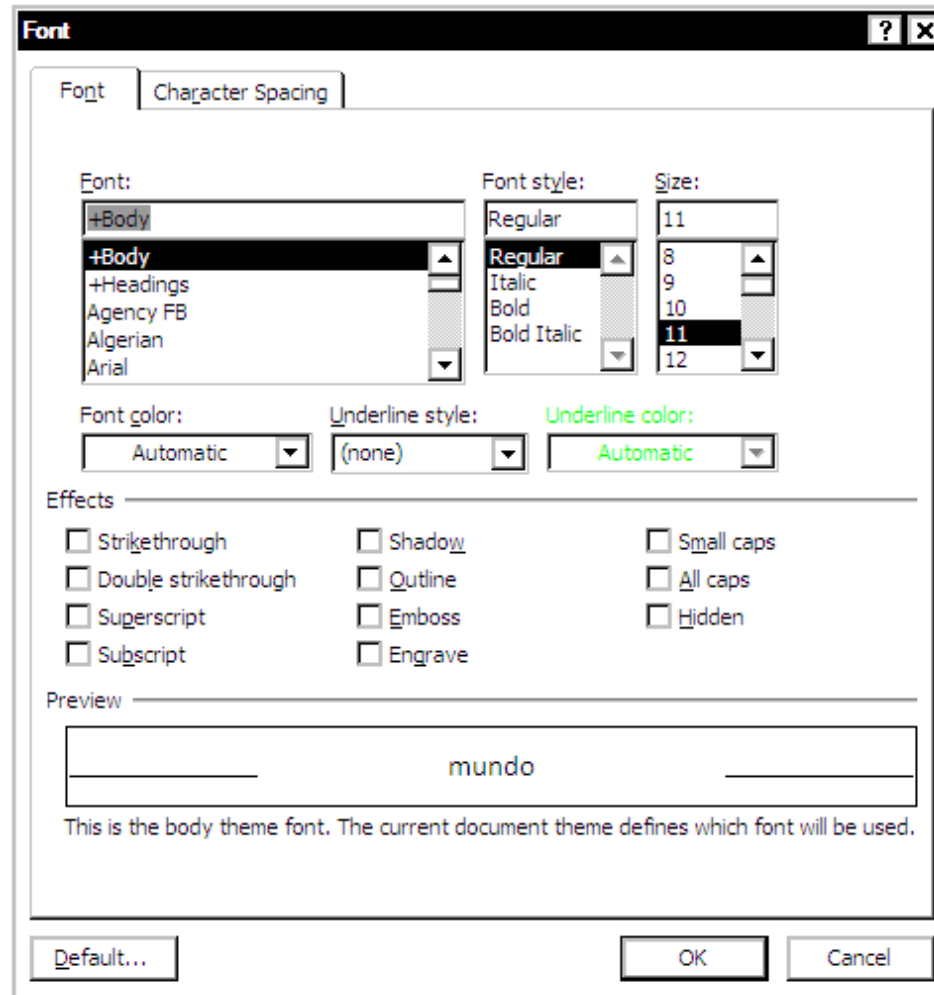 Font
Font Character Spacing
Font: Font style: Size:
+Body Regular 11
+Body Regular 8
+Headings Italic 9
Agency FB Bold 10
Algerian Bold Italic 11
Arial 12
Font color: Underline style: Underline color:
Automatic (none) Automatic
Effects
Strikethrough Shadow Small caps
Double strikethrough Outline All caps
Superscript Emboss Hidden
Subscript Engrave
Preview
mundo
This is the body theme font. The current document theme defines which font will be used.
Default... OK Cancel